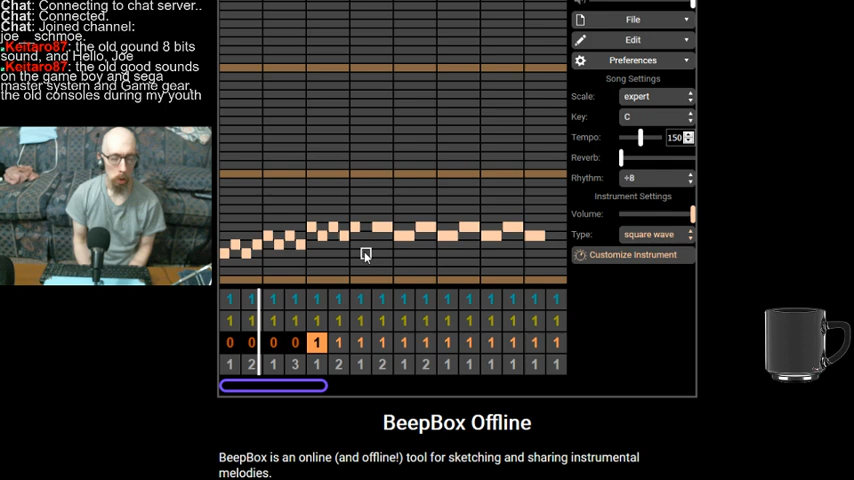 Chat: Connecting to chat server..
Chat: Connected.
Chat: Joined channel:
joe__schmoe.
Keitaro87: the old gound 8 bits
sound, and Hello, Joe
Keitaro87: the old good sounds
on the game boy and sega
master system and Game gear,
the old consoles during my youth
File
Edit
Preferences
Song Settings
Scale: expert
Key: C
Tempo: 150
Reverb:
Rhythm: ÷8
Instrument Settings
Volume:
Type: square wave
Customize Instrument
1 1 1 1 1 1 1 1 1 1 1 1 1 1 1 1
1 1 1 1 1 1 1 1 1 1 1 1 1 1 1 1
0 0 0 0 1 1 1 1 1 1 1 1 1 1 1 1
1 2 1 3 1 2 1 2 1 2 1 1 1 1 1 1
BeepBox Offline
BeepBox is an online (and offline!) tool for sketching and sharing instrumental
melodies.